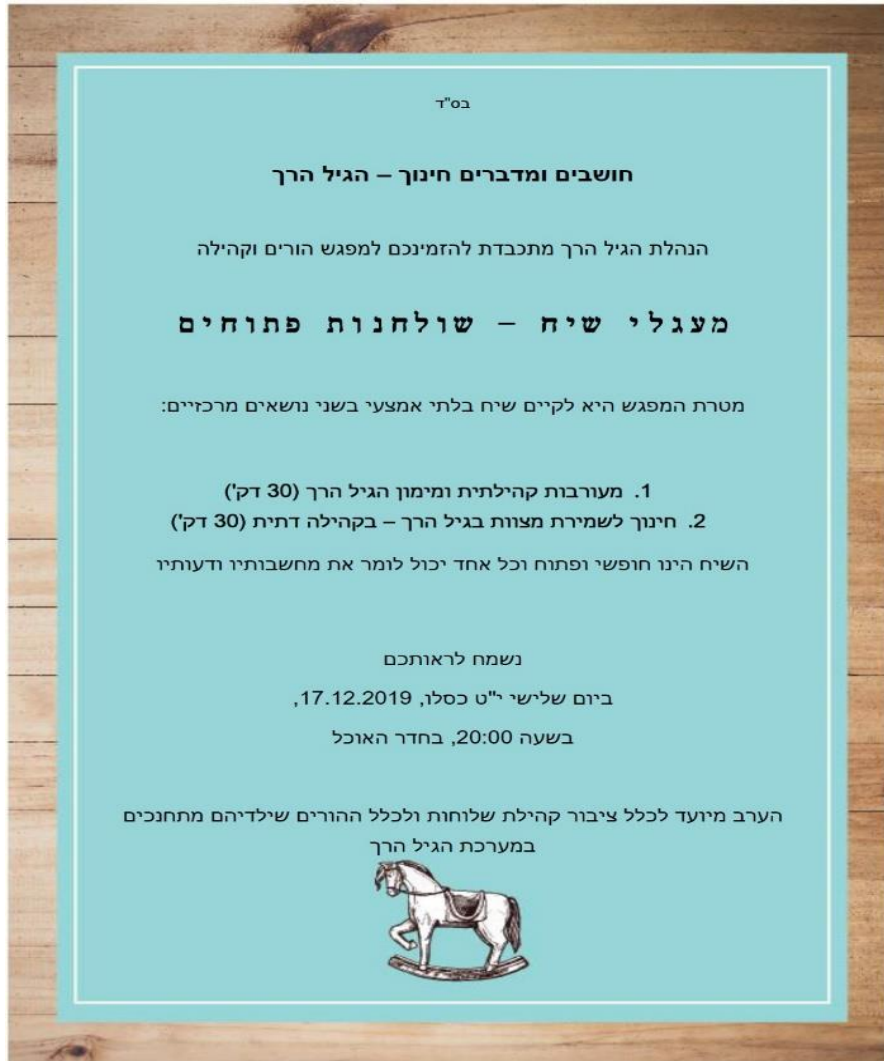 בס"ד
חושבים ומדברים חינוך – הגיל הרך
הנהלת הגיל הרך מתכבדת להזמינכם למפגש הורים וקהילה
מעגלי שיח – שולחנות פתוחים
מטרת המפגש היא לקיים שיח בלתי אמצעי בשני נושאים מרכזיים:
1. מעורבות קהילתית ומימון הגיל הרך (30 דק')
2. חינוך לשמירת מצוות בגיל הרך – בקהילה דתית (30 דק')
השיח הינו חופשי ופתוח וכל אחד יכול לומר את מחשבותיו ודעותיו
נשמח לראותכם
ביום שלישי י"ט כסלו, 17.12.2019,
בשעה 20:00, בחדר האוכל
הערב מיועד לכלל ציבור קהילת שלוחות ולכלל ההורים שילדיהם מתחנכים
במערכת הגיל הרך